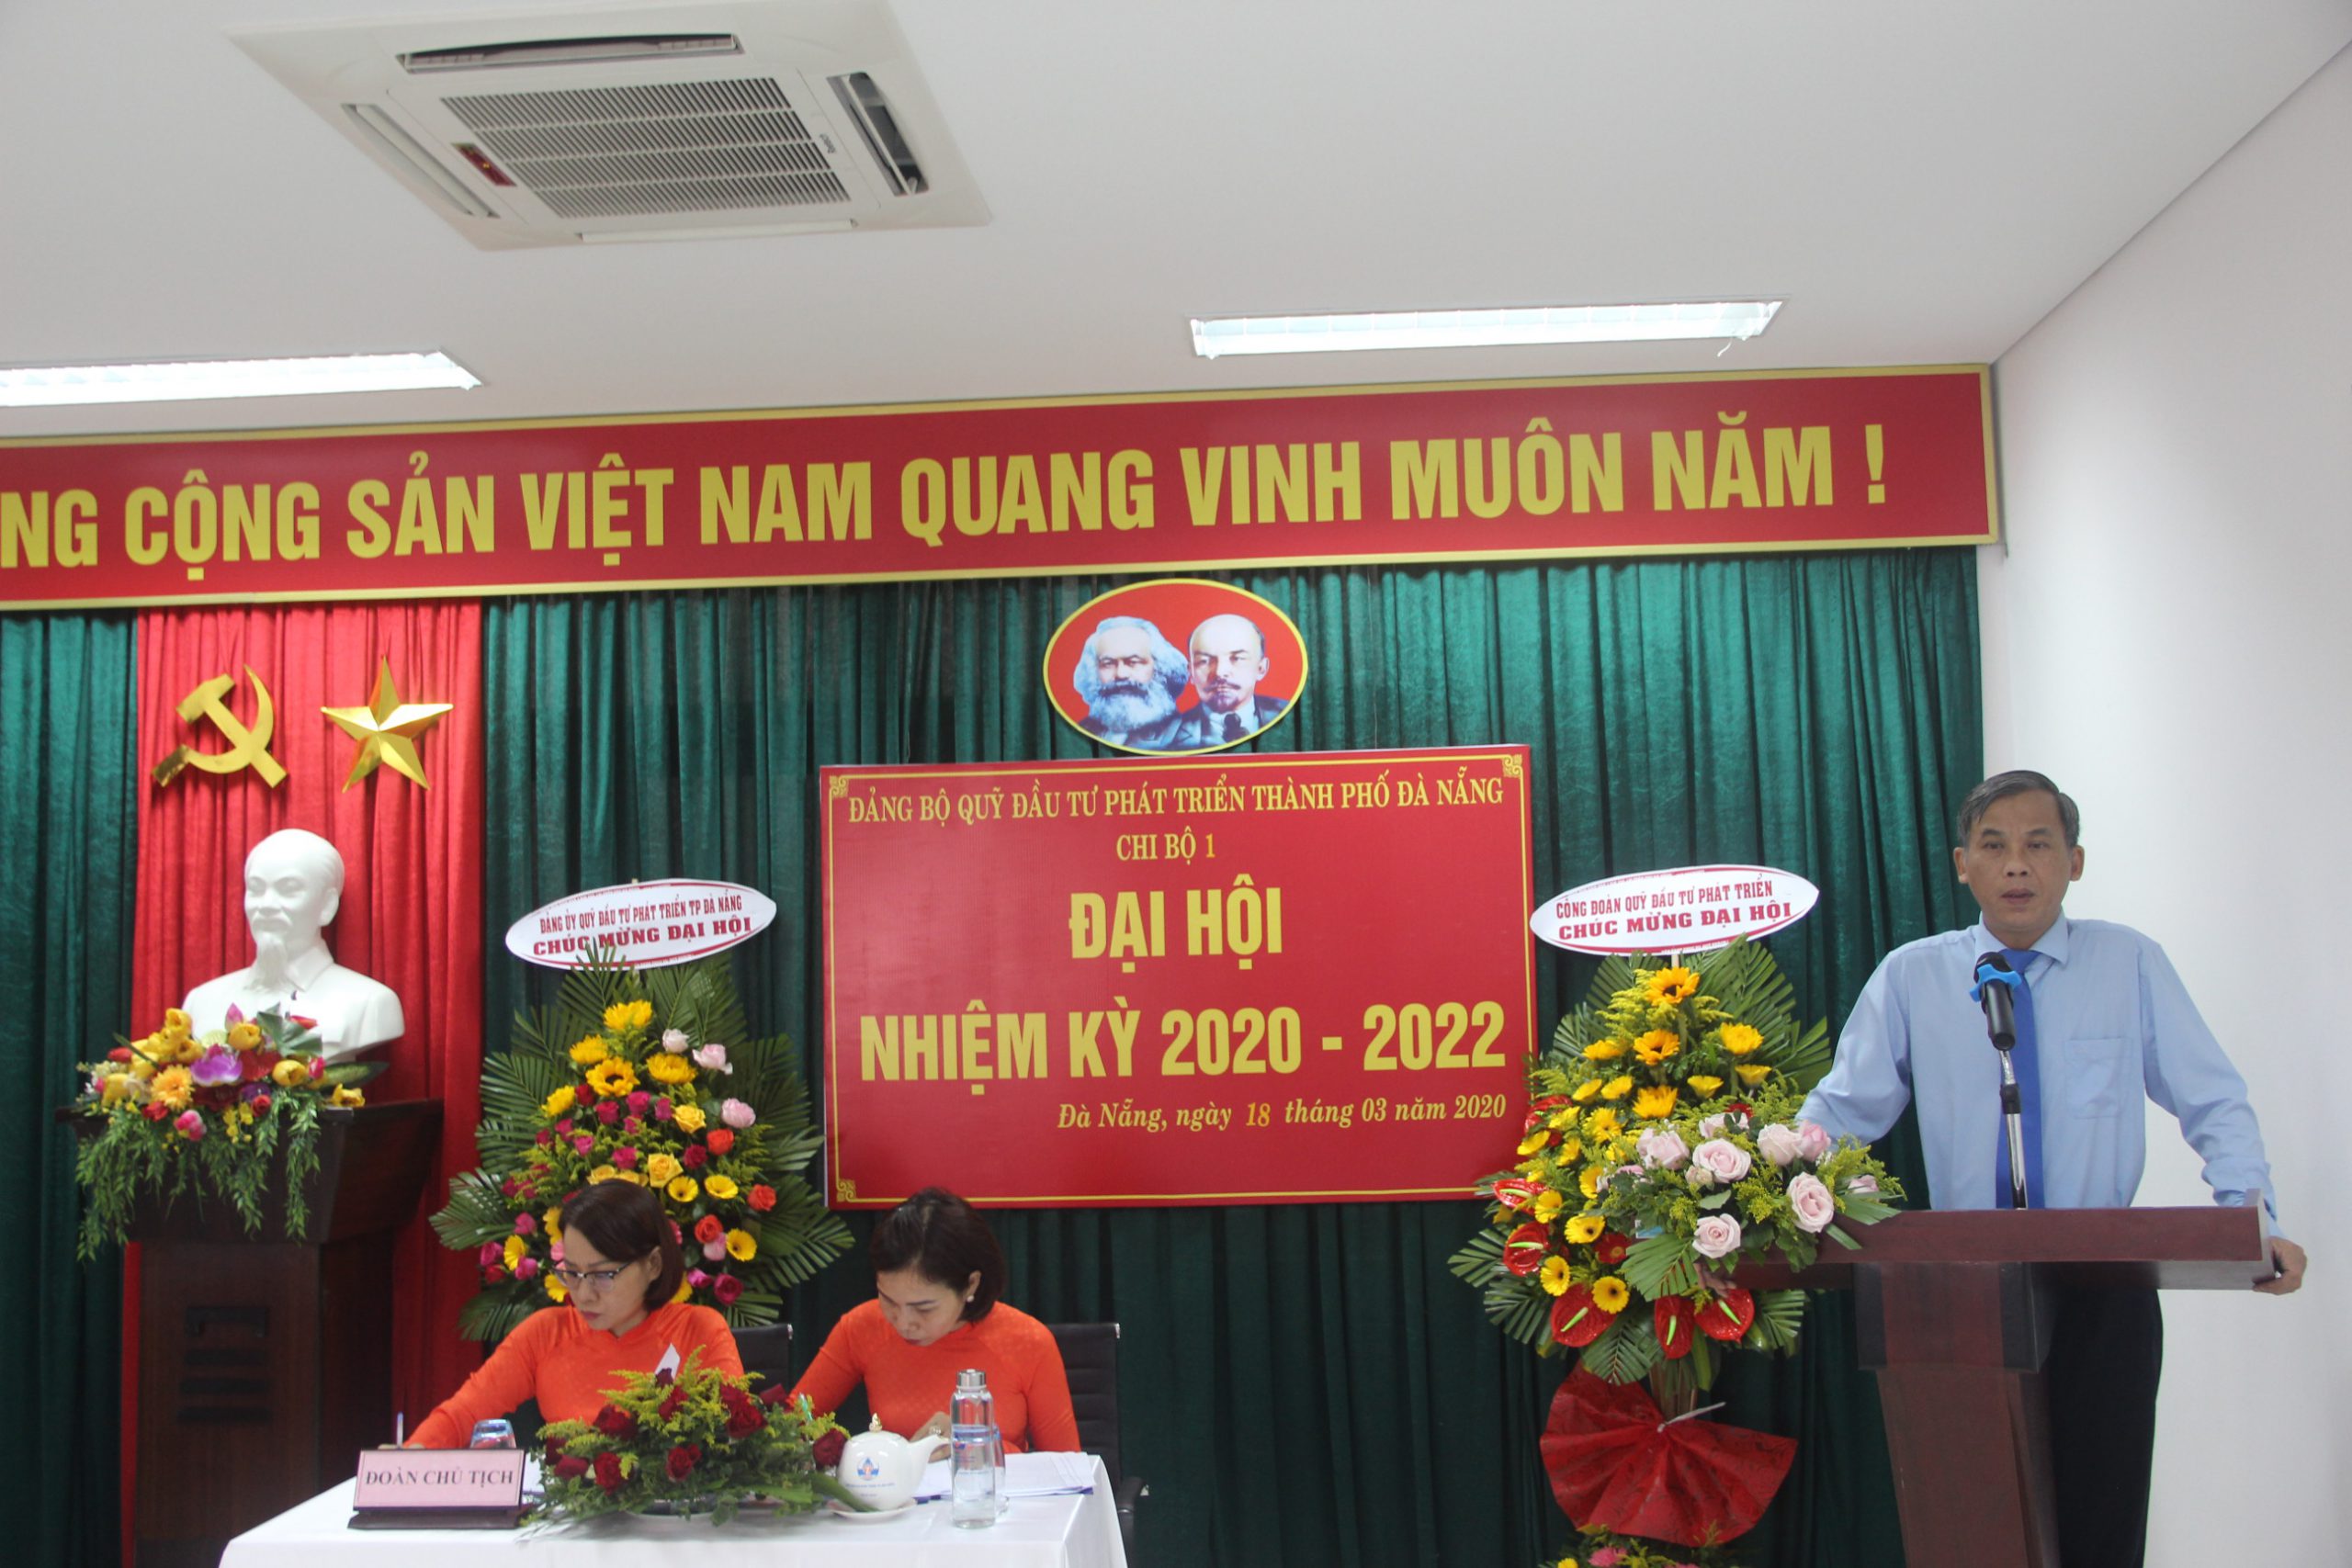 NG CỘNG SẢN VIỆT NAM QUANG VINH MUÔN NĂM !
ĐẢNG BỘ QUỸ ĐẦU TƯ PHÁT TRIỂN THÀNH PHỐ ĐÀ NẴNG
CHI BỘ 1
ĐẠI HỘI
NHIỆM KỲ 2020 - 2022
Đà Nẵng, ngày 18 tháng 03 năm 2020
ĐẢNG ỦY QUỸ ĐẦU TƯ PHÁT TRIỂN TP ĐÀ NẴNG
CHÚC MỪNG ĐẠI HỘI
CÔNG ĐOÀN QUỸ ĐẦU TƯ PHÁT TRIỂN
CHÚC MỪNG ĐẠI HỘI
ĐOÀN CHỦ TỊCH